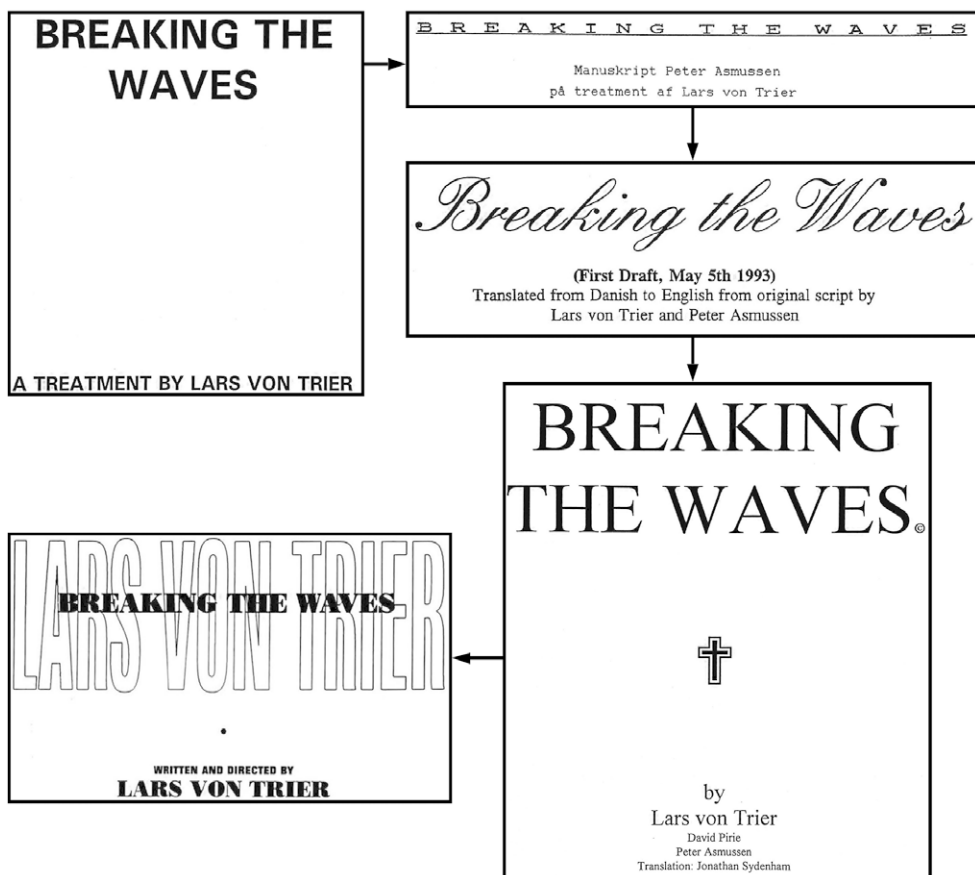 BREAKING THE
WAVES
A TREATMENT BY LARS VON TRIER
BREAKING THE WAVES
Manuskript Peter Asmussen
på treatment af Lars von Trier
Breaking the Waves
(First Draft, May 5th 1993)
Translated from Danish to English from original script by
Lars von Trier and Peter Asmussen
BREAKING
THE WAVES©
by
Lars von Trier
David Pirie
Peter Asmussen
Translation: Jonathan Sydenham
LARS VON TRIER
BREAKING THE WAVES
WRITTEN AND DIRECTED BY
LARS VON TRIER